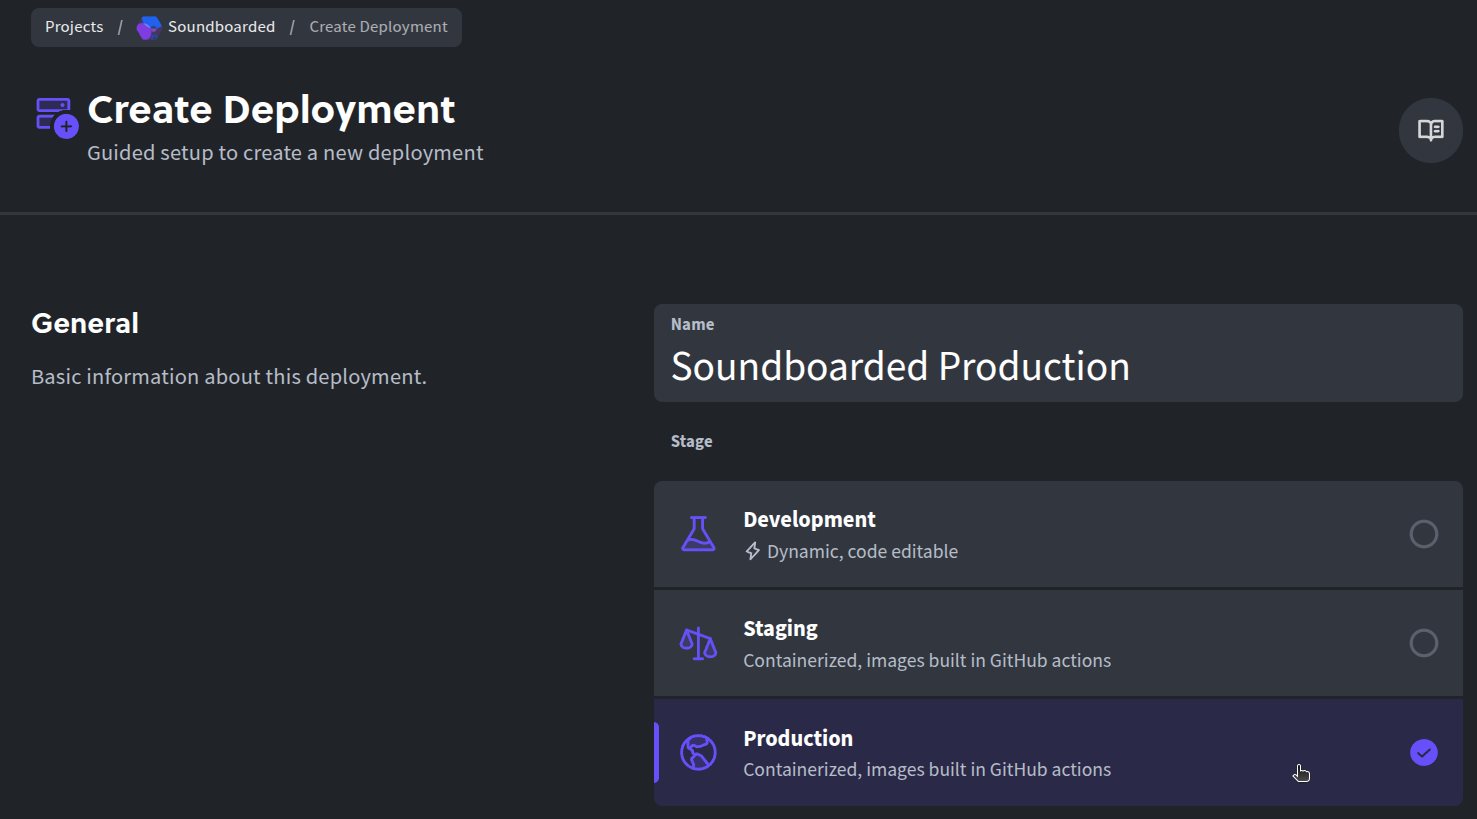 Projects / Soundboarded / Create Deployment
Create Deployment
Guided setup to create a new deployment
General
Basic information about this deployment.
Name
Soundboarded Production
Stage
Development
Dynamic, code editable
Staging
Containerized, images built in GitHub actions
Production
Containerized, images built in GitHub actions